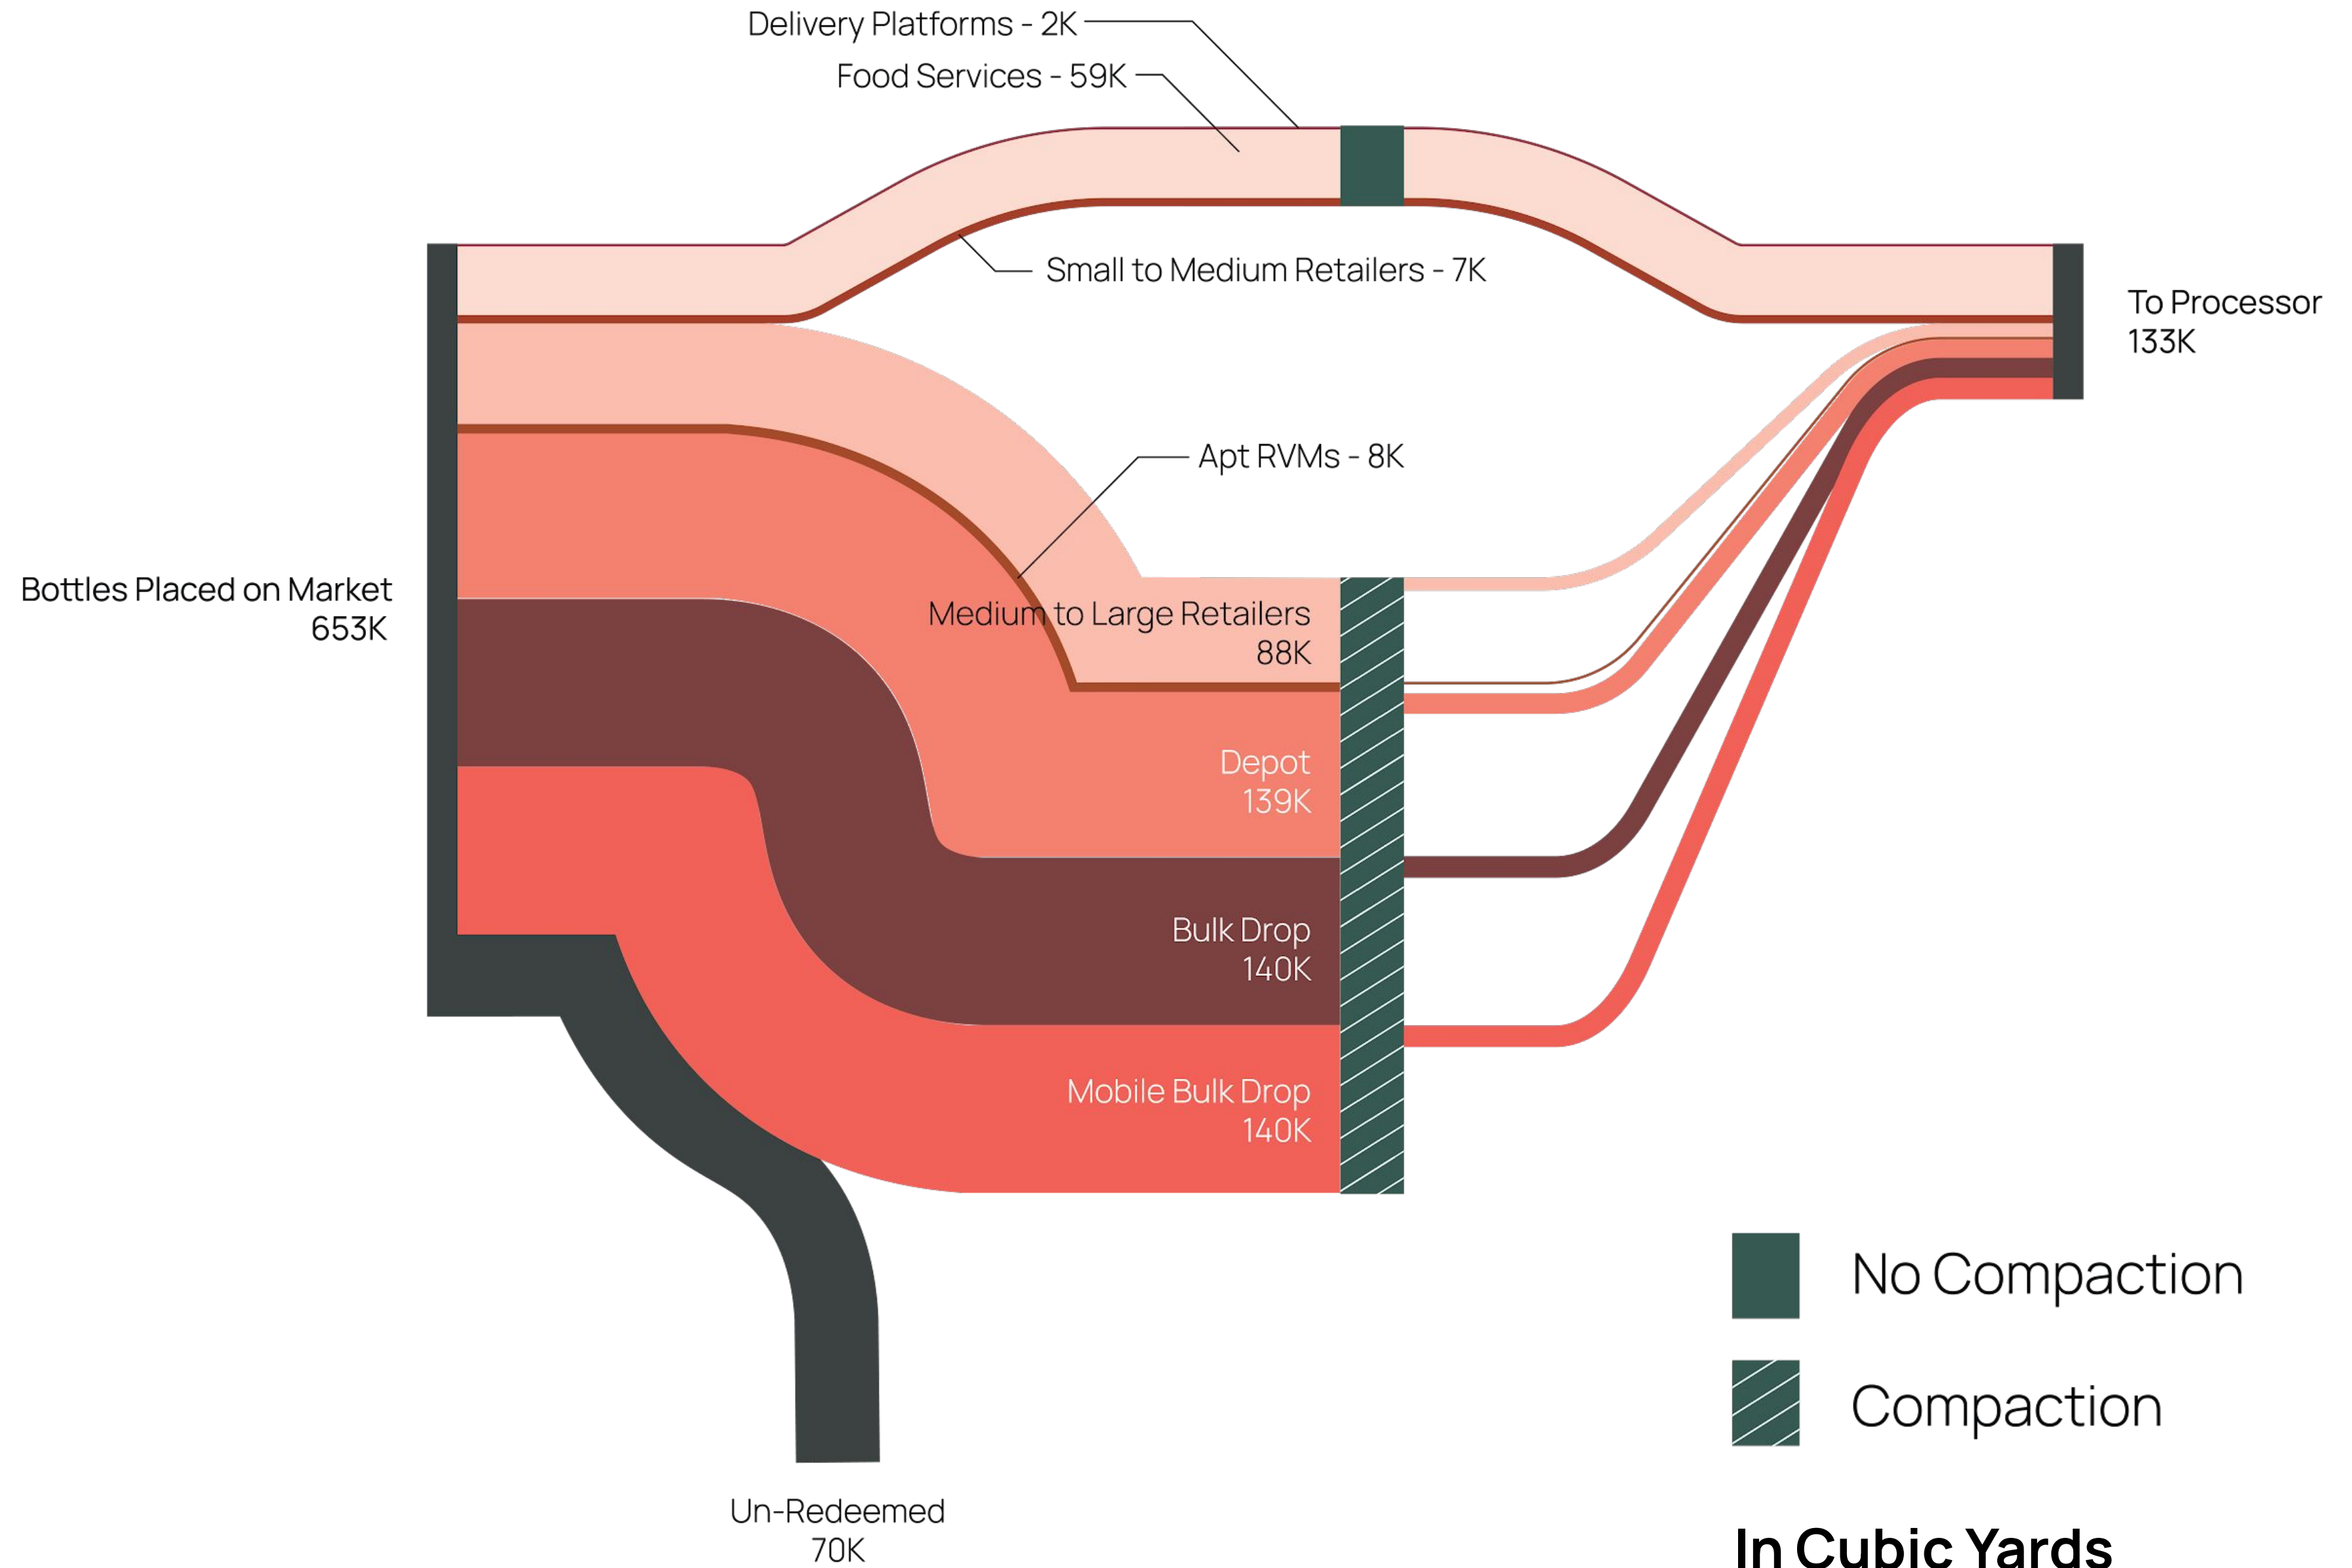 Delivery Platforms - 2K
Food Services - 59K
Small to Medium Retailers - 7K
To Processor
133K
Apt RVMs - 8K
Bottles Placed on Market
653K
Medium to Large Retailers
88K
Depot
139K
Bulk Drop
140K
Mobile Bulk Drop
140K
No Compaction
Compaction
Un-Redeemed
70K
In Cubic Yards